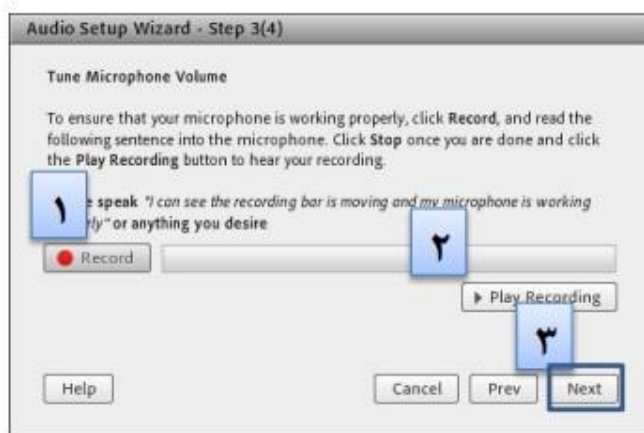 Audio Setup Wizard - Step 3(4)
Tune Microphone Volume
To ensure that your microphone is working properly, click Record, and read the
following sentence into the microphone. Click Stop once you are done and click
the Play Recording button to hear your recording.
۱
speak "I can see the recording bar is moving and my microphone is working
" or anything you desire
۲
Record
Play Recording
۳
Help
Cancel
Prev
Next